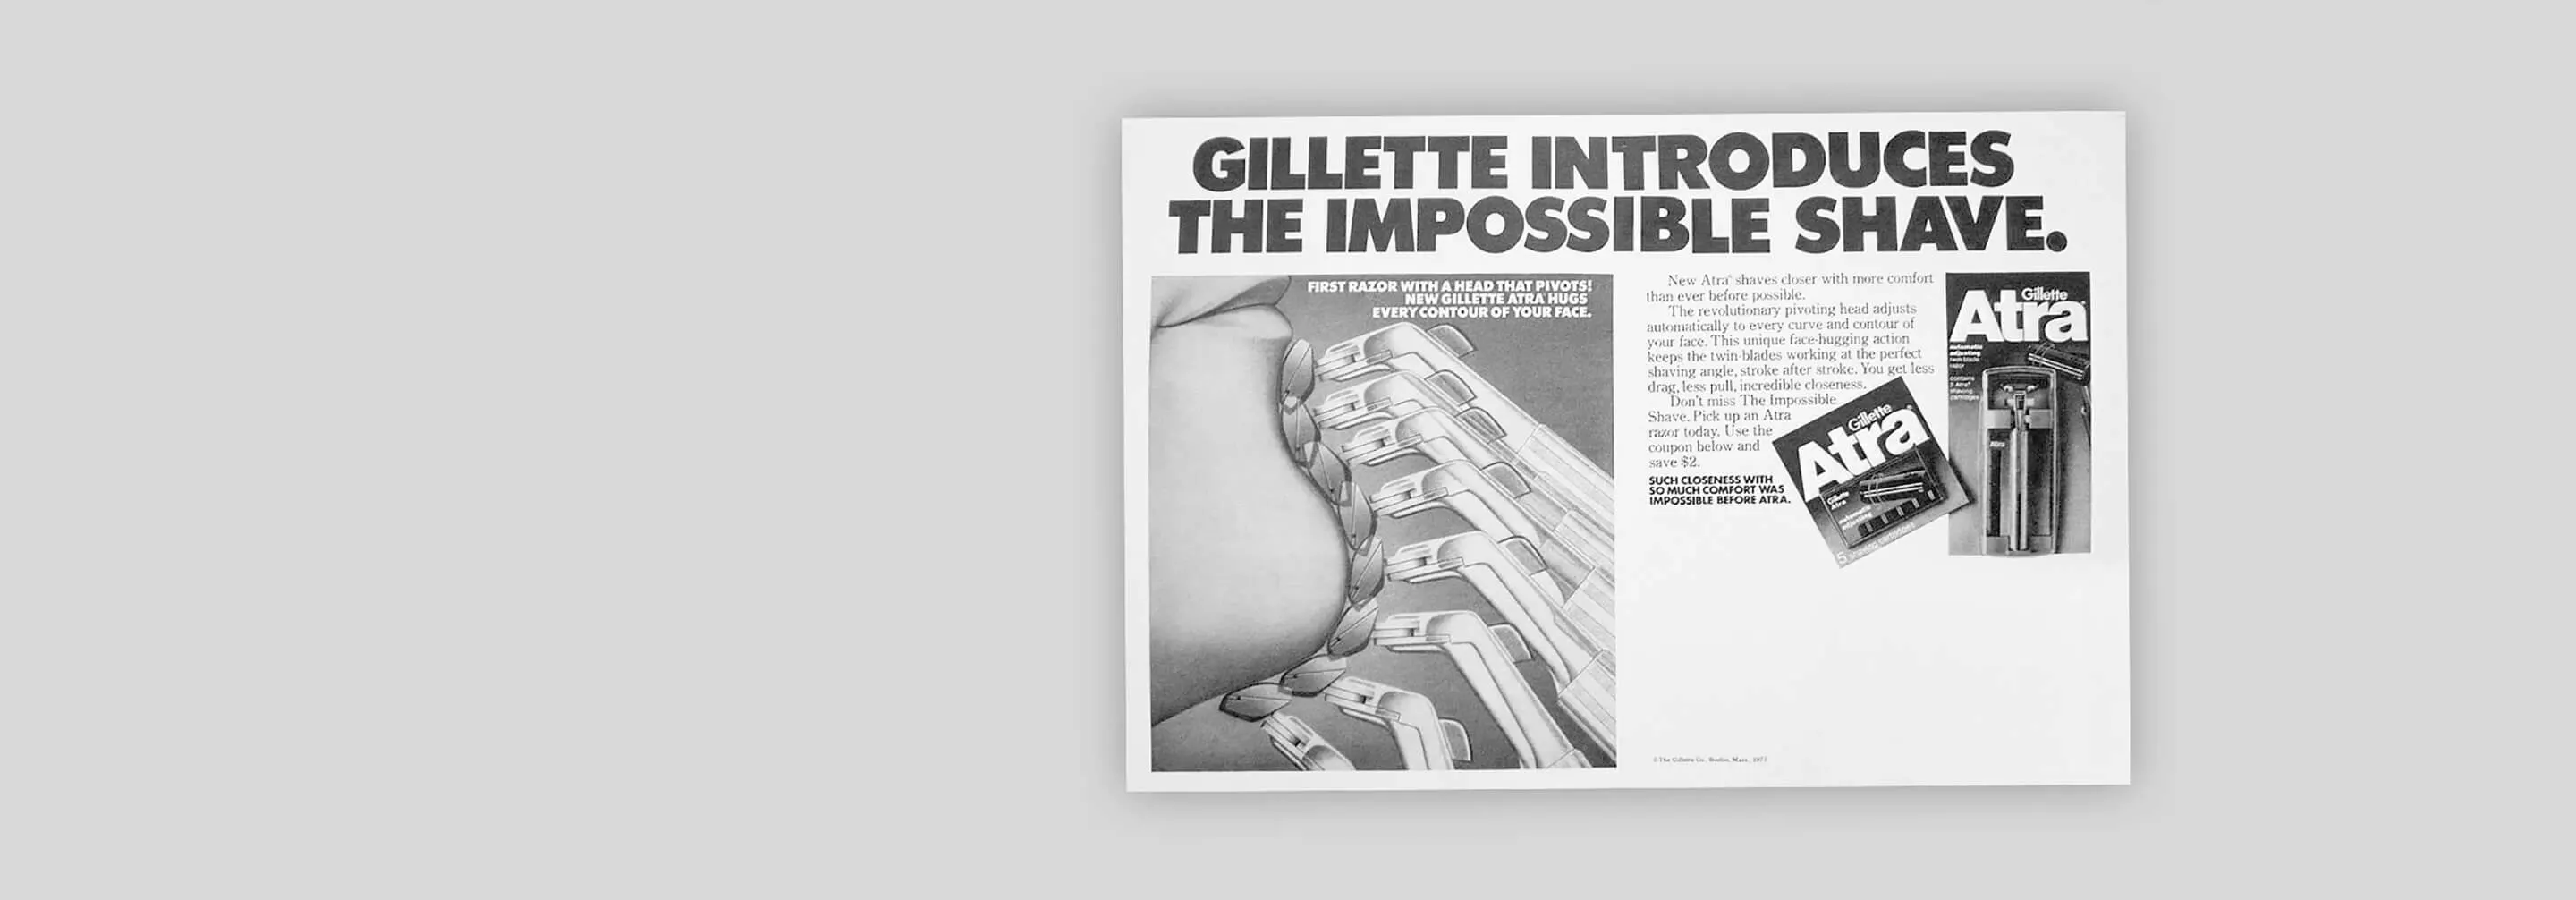 GILLETTE INTRODUCES
THE IMPOSSIBLE SHAVE.
FIRST RAZOR WITH A HEAD THAT PIVOTS!
NEW GILLETTE ATRA HUGS
EVERY CONTOUR OF YOUR FACE.
New Atra® shaves closer with more comfort
than ever before possible.
The revolutionary pivoting head adjusts
automatically to every curve and contour of
your face. This unique face-hugging action
keeps the twin-blades working at the perfect
shaving angle, stroke after stroke. You get less
drag, less pull, incredible closeness.
Don't miss The Impossible
Shave. Pick up an Atra
razor today. Use the
coupon below and
save $2.
SUCH CLOSENESS WITH
SO MUCH COMFORT WAS
IMPOSSIBLE BEFORE ATRA.
Gillette
Atra
Gillette
Atra
automatic
adjusting
5 shaving cartridges
Gillette
Atra®
automatic
adjusting
twin blade
razor
contains
5 Atra®
shaving
cartridges
Atra
© The Gillette Co., Boston, Mass., 1977